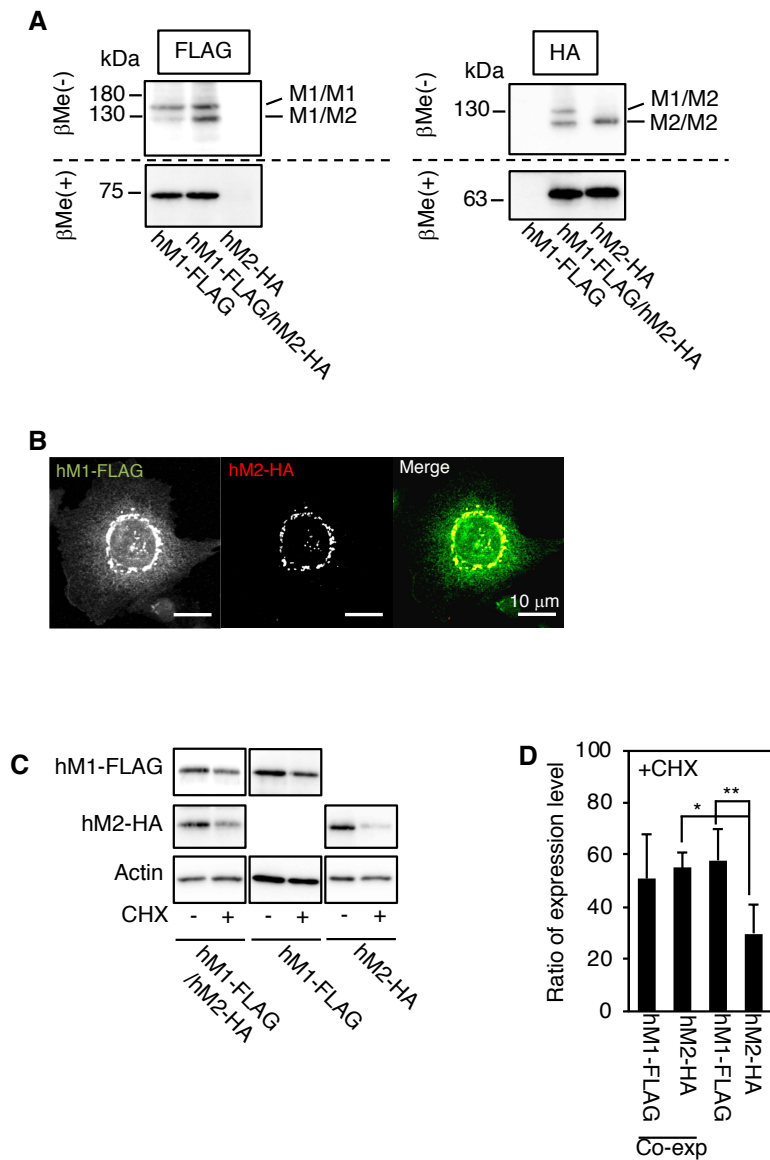 A
FLAG
kDa
βMe(-)
180
130
M1/M1
M1/M2
βMe(+)
75
hM1-FLAG
hM1-FLAG/hM2-HA
hM2-HA
HA
kDa
βMe(-)
130
M1/M2
M2/M2
βMe(+)
63
hM1-FLAG
hM1-FLAG/hM2-HA
hM2-HA
B
hM1-FLAG
hM2-HA
Merge
10 μm
C
hM1-FLAG
hM2-HA
Actin
CHX - + - + - +
hM1-FLAG
/hM2-HA
hM1-FLAG
hM2-HA
D
Ratio of expression level
100
80
60
40
20
0
+CHX
*
**
hM1-FLAG
hM2-HA
hM1-FLAG
hM2-HA
Co-exp